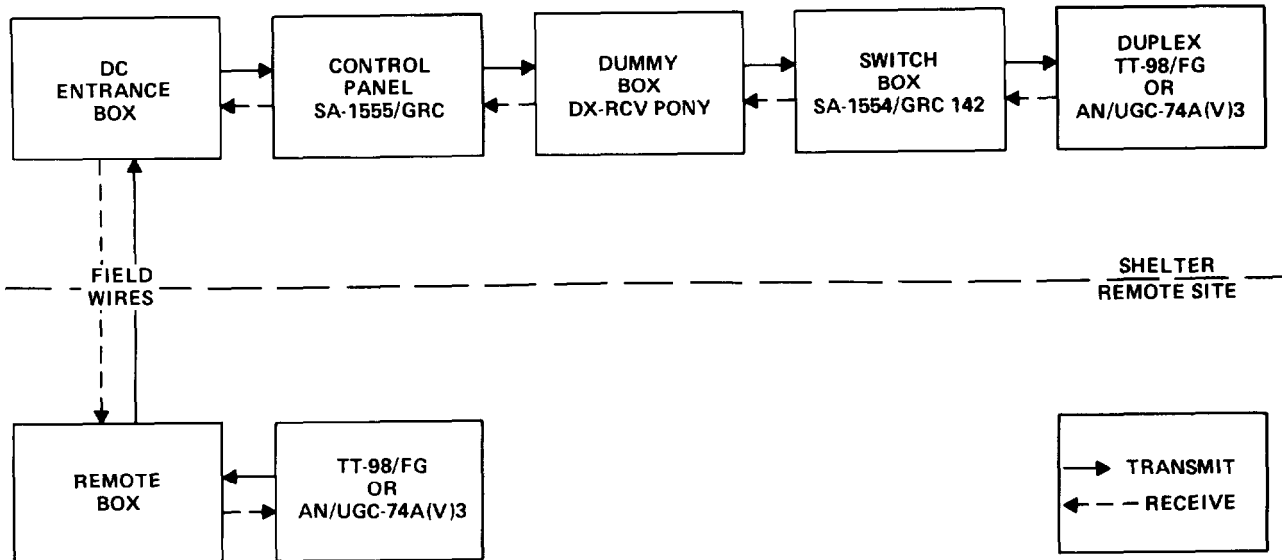 DC
ENTRANCE
BOX
CONTROL
PANEL
SA-1555/GRC
DUMMY
BOX
DX-RCV PONY
SWITCH
BOX
SA-1554/GRC 142
DUPLEX
TT-98/FG
OR
AN/UGC-74A(V)3
FIELD
WIRES
SHELTER
REMOTE SITE
REMOTE
BOX
TT-98/FG
OR
AN/UGC-74A(V)3
TRANSMIT
RECEIVE